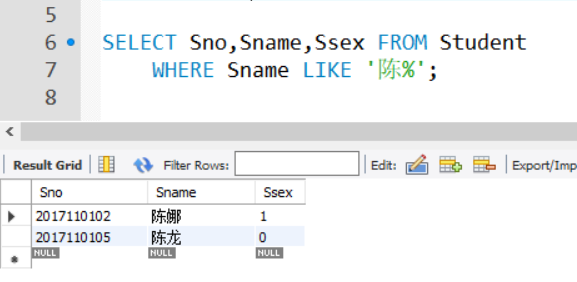 5
6 SELECT Sno,Sname,Ssex FROM Student
7 WHERE Sname LIKE '陈%';
8
Result Grid Filter Rows: Edit: Export/Imp
Sno Sname Ssex
2017110102 陈娜 1
2017110105 陈龙 0
NULL NULL NULL